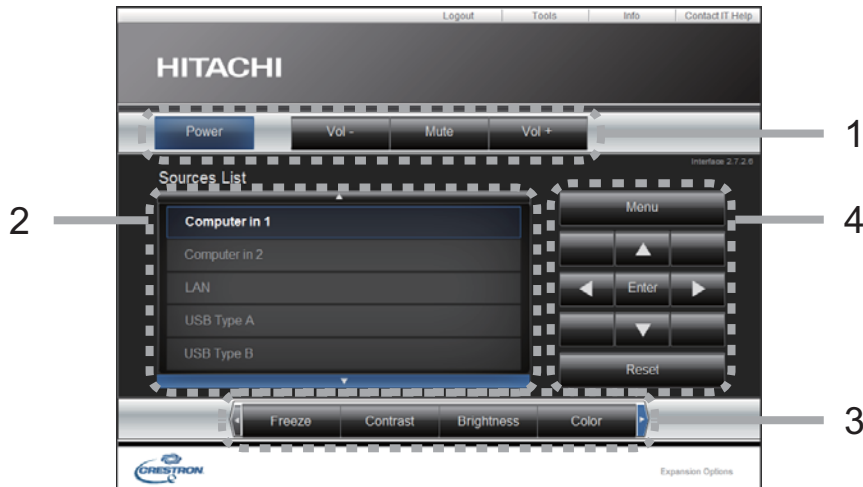 Logout Tools Info Contact IT Help
HITACHI
Power Vol - Mute Vol +
1
Interface 2.7.2.6
Sources List
2
Computer in 1
Computer in 2
LAN
USB Type A
USB Type B
Menu
Enter
Reset
4
Freeze Contrast Brightness Color
3
CRESTRON
Expansion Options